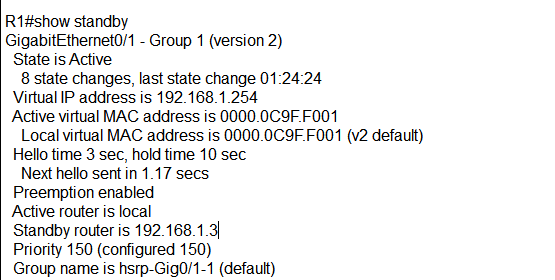 R1#show standby
GigabitEthernet0/1 - Group 1 (version 2)
State is Active
8 state changes, last state change 01:24:24
Virtual IP address is 192.168.1.254
Active virtual MAC address is 0000.0C9F.F001
Local virtual MAC address is 0000.0C9F.F001 (v2 default)
Hello time 3 sec, hold time 10 sec
Next hello sent in 1.17 secs
Preemption enabled
Active router is local
Standby router is 192.168.1.3
Priority 150 (configured 150)
Group name is hsrp-Gig0/1-1 (default)